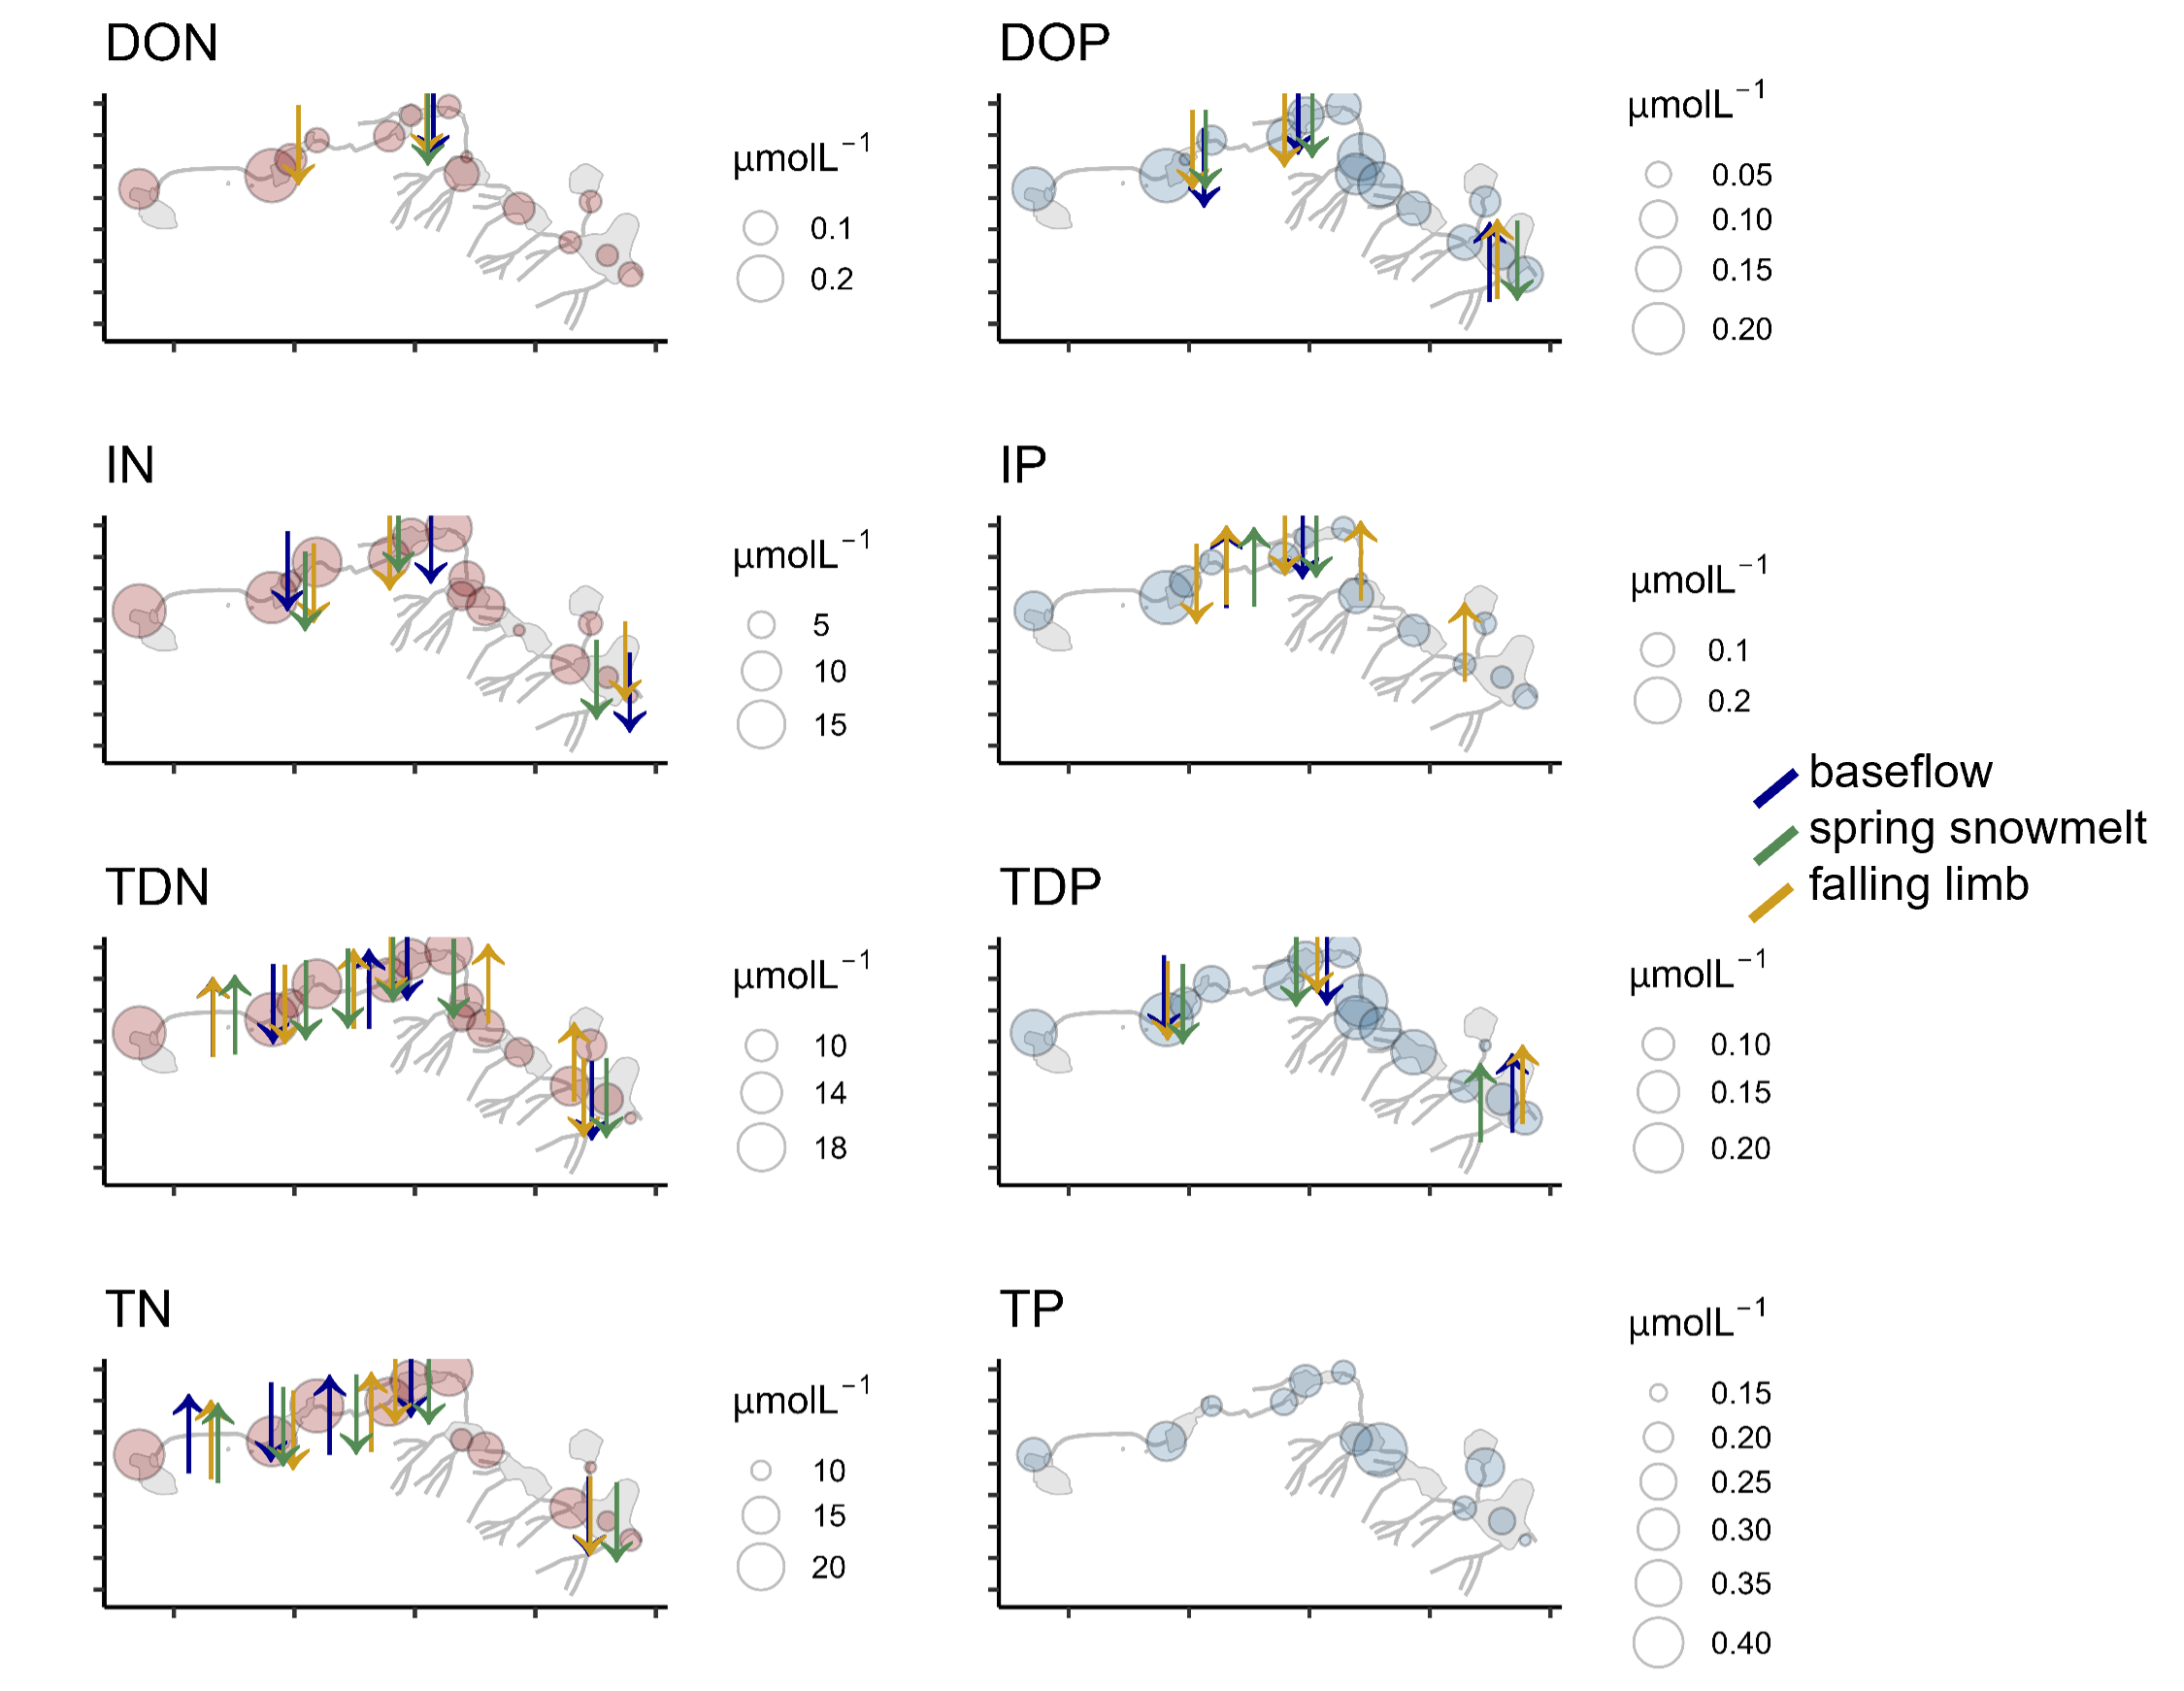 DON
DOP
µmolL⁻¹
0.1
0.2
µmolL⁻¹
0.05
0.10
0.15
0.20
IN
IP
µmolL⁻¹
5
10
15
µmolL⁻¹
0.1
0.2
baseflow
spring snowmelt
falling limb
TDN
TDP
µmolL⁻¹
10
14
18
µmolL⁻¹
0.10
0.15
0.20
TN
TP
µmolL⁻¹
10
15
20
µmolL⁻¹
0.15
0.20
0.25
0.30
0.35
0.40